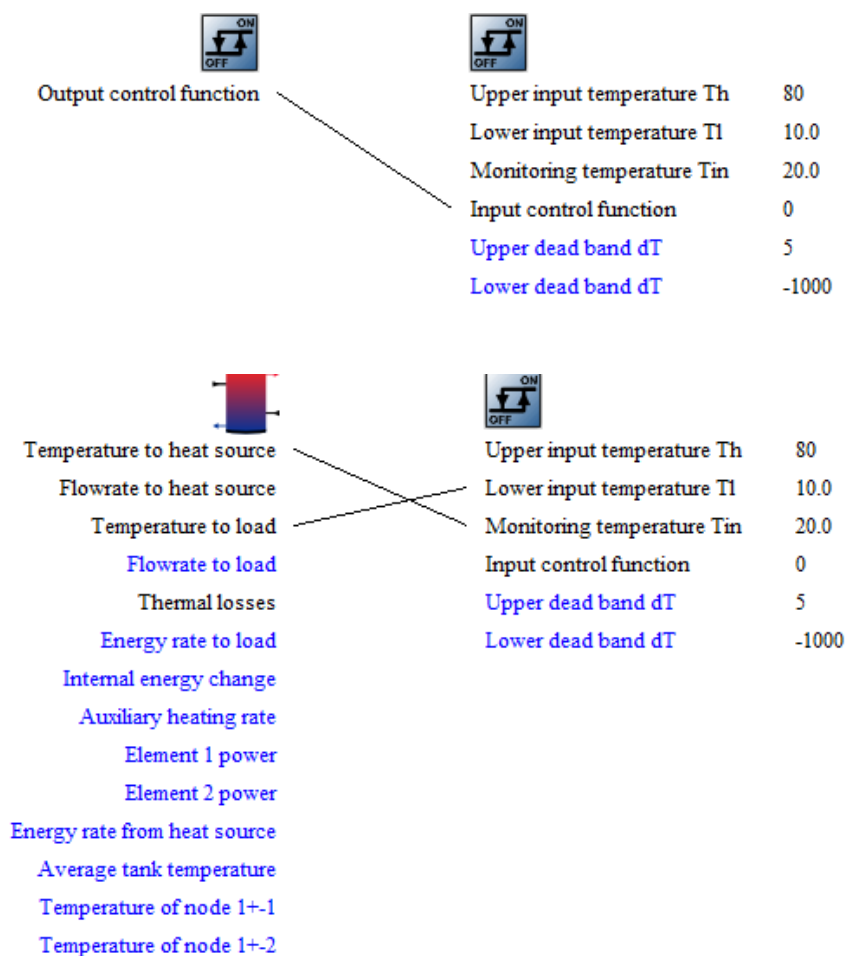 ON
OFF
ON
OFF
Output control function
Upper input temperature Th 80
Lower input temperature Tl 10.0
Monitoring temperature Tin 20.0
Input control function 0
Upper dead band dT 5
Lower dead band dT -1000
ON
OFF
Temperature to heat source
Flowrate to heat source
Temperature to load
Flowrate to load
Thermal losses
Energy rate to load
Internal energy change
Auxiliary heating rate
Element 1 power
Element 2 power
Energy rate from heat source
Average tank temperature
Temperature of node 1+-1
Temperature of node 1+-2
Upper input temperature Th 80
Lower input temperature Tl 10.0
Monitoring temperature Tin 20.0
Input control function 0
Upper dead band dT 5
Lower dead band dT -1000